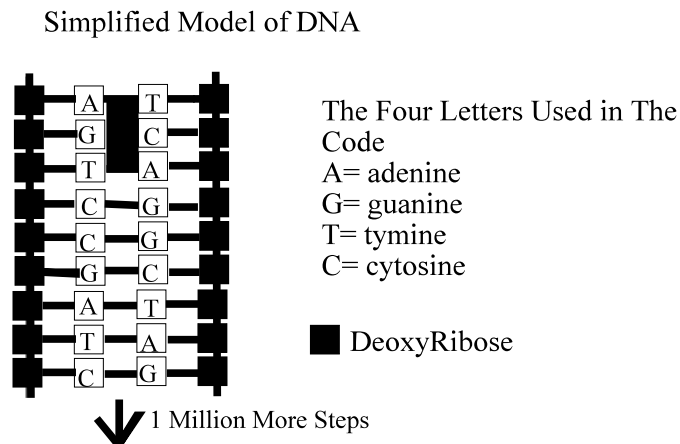 Simplified Model of DNA
A T
G C
T A
C G
C G
G C
A T
T A
C G
1 Million More Steps
The Four Letters Used in The
Code
A= adenine
G= guanine
T= tymine
C= cytosine
DeoxyRibose